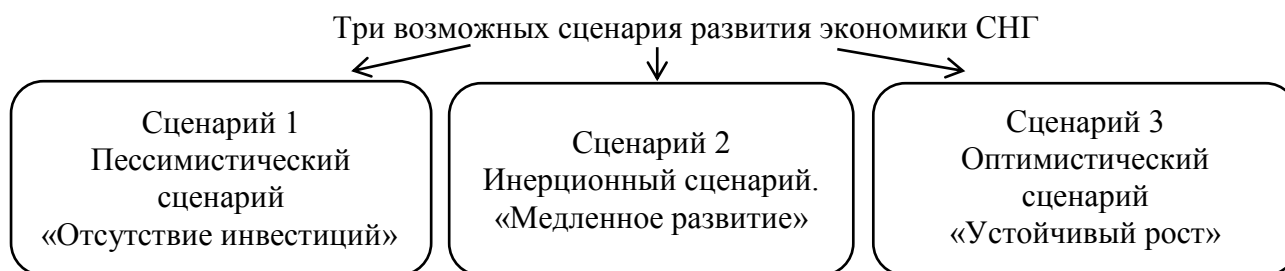 Три возможных сценария развития экономики СНГ
Сценарий 1
Пессимистический
сценарий
«Отсутствие инвестиций»
Сценарий 2
Инерционный сценарий.
«Медленное развитие»
Сценарий 3
Оптимистический
сценарий
«Устойчивый рост»